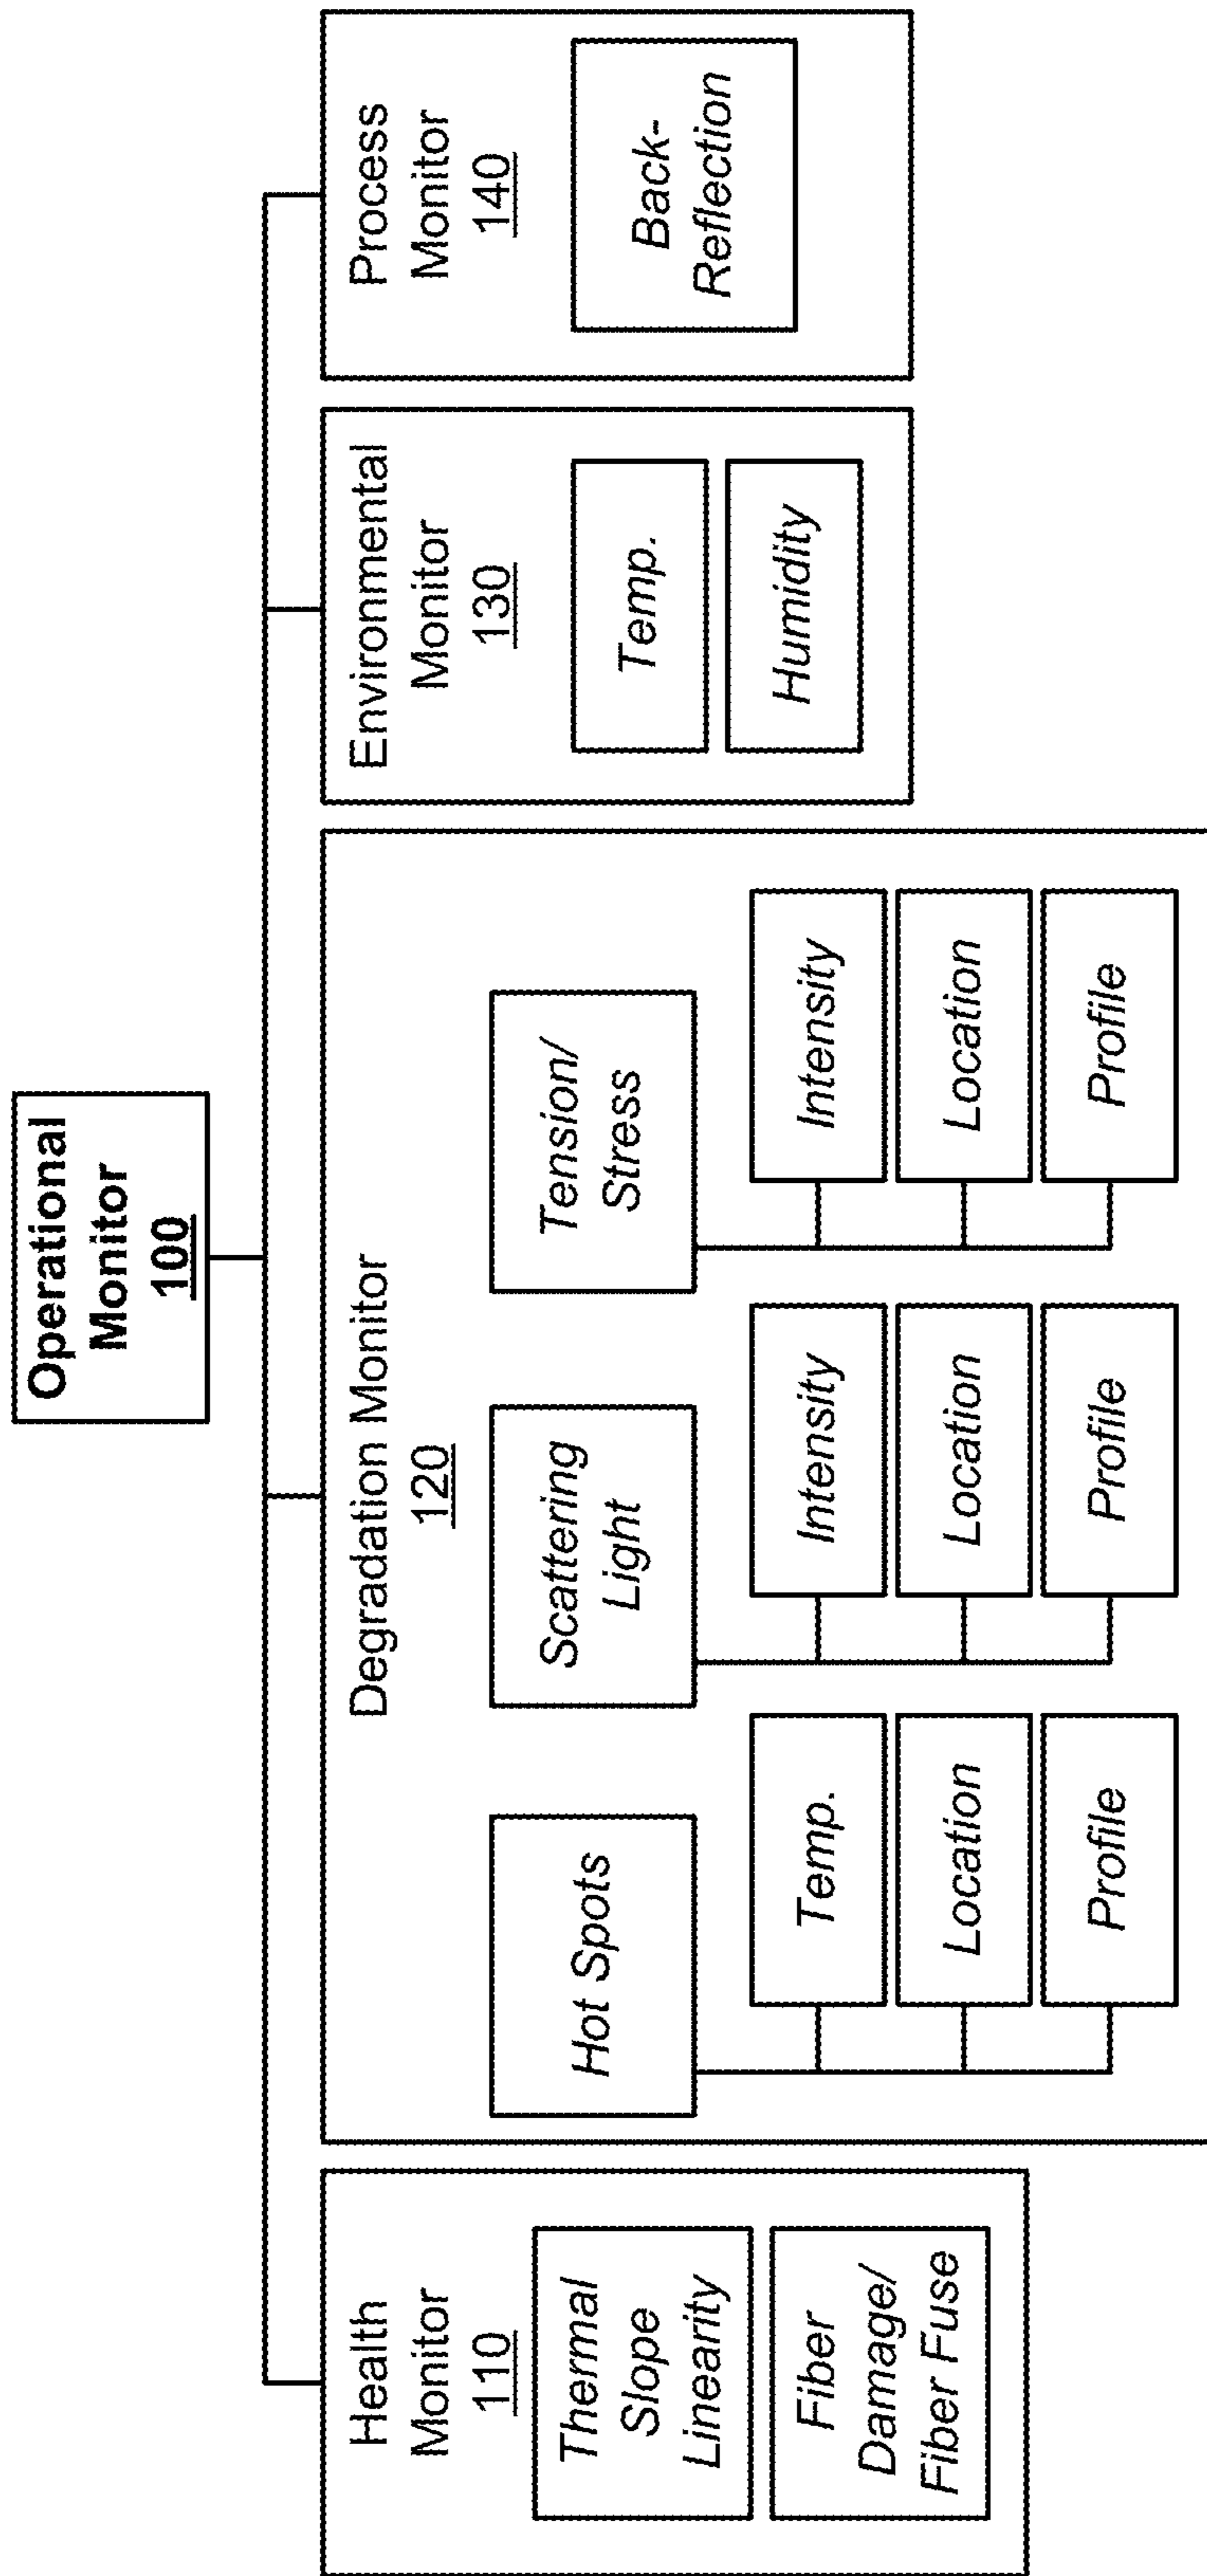 Operational
Monitor
100
Health
Monitor
110
Thermal
Slope
Linearity
Fiber
Damage/
Fiber Fuse
Degradation Monitor
120
Hot Spots
Temp.
Location
Profile
Scattering
Light
Intensity
Location
Profile
Tension/
Stress
Intensity
Location
Profile
Environmental
Monitor
130
Temp.
Humidity
Process
Monitor
140
Back-
Reflection